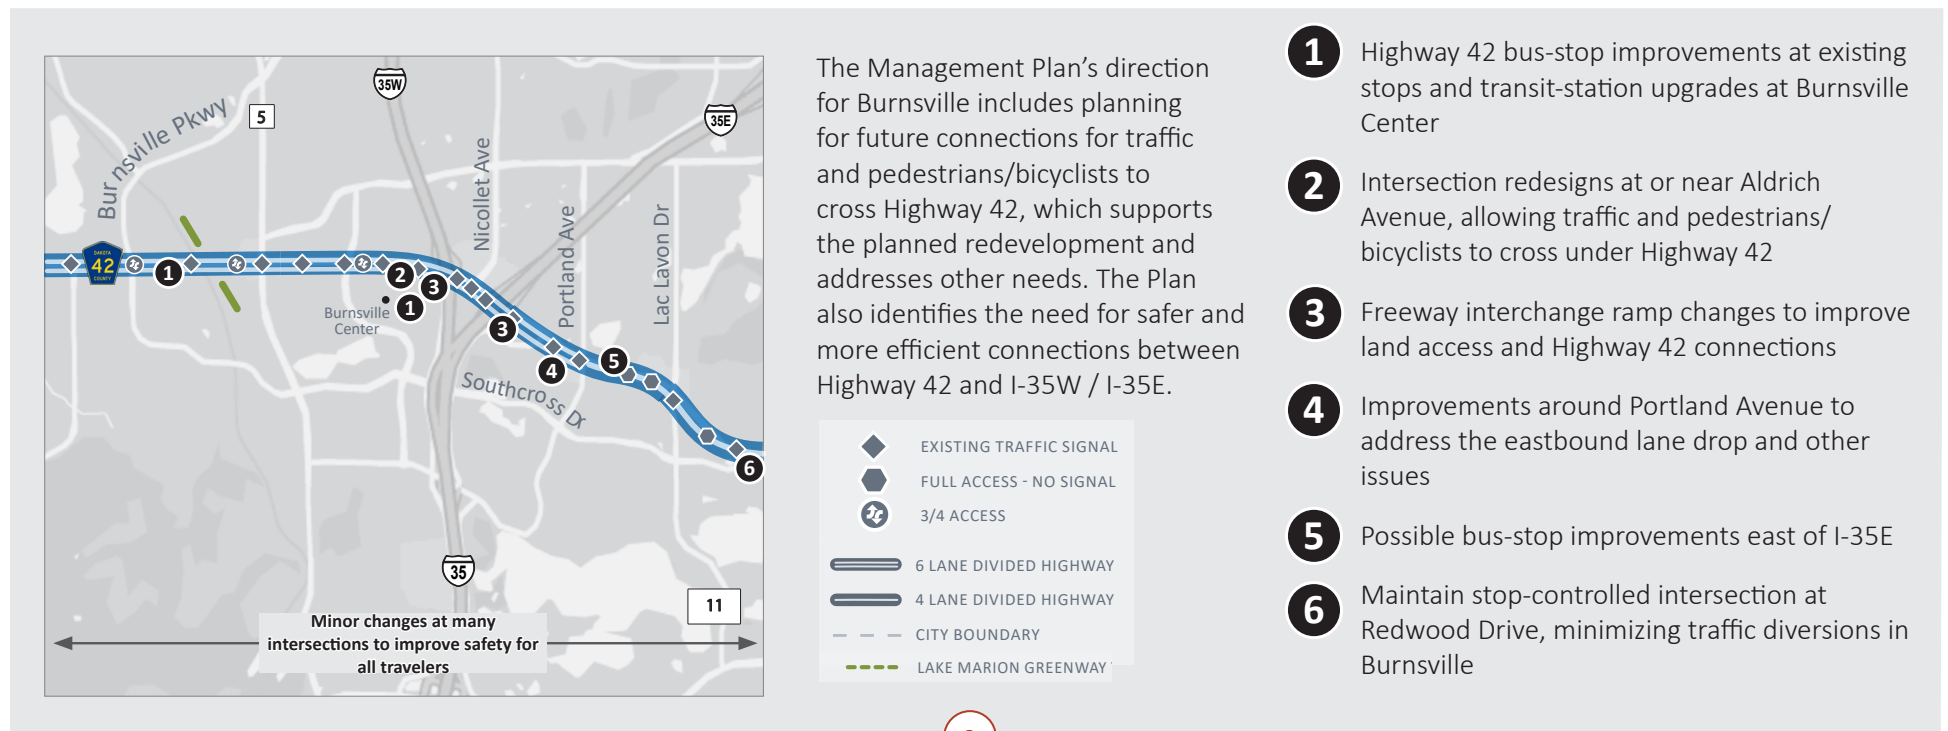 35W
35E
5
Burnsville Pkwy
Nicollet Ave
Portland Ave
Lac Lavon Dr
DAKOTA
42
COUNTY
1
2
3
1
Burnsville
Center
3
4
5
Southcross Dr
6
35
11
Minor changes at many
intersections to improve safety for
all travelers
The Management Plan's direction
for Burnsville includes planning
for future connections for traffic
and pedestrians/bicyclists to
cross Highway 42, which supports
the planned redevelopment and
addresses other needs. The Plan
also identifies the need for safer and
more efficient connections between
Highway 42 and I-35W / I-35E.
EXISTING TRAFFIC SIGNAL
FULL ACCESS - NO SIGNAL
3/4 ACCESS
6 LANE DIVIDED HIGHWAY
4 LANE DIVIDED HIGHWAY
CITY BOUNDARY
LAKE MARION GREENWAY
1 Highway 42 bus-stop improvements at existing
stops and transit-station upgrades at Burnsville
Center
2 Intersection redesigns at or near Aldrich
Avenue, allowing traffic and pedestrians/
bicyclists to cross under Highway 42
3 Freeway interchange ramp changes to improve
land access and Highway 42 connections
4 Improvements around Portland Avenue to
address the eastbound lane drop and other
issues
5 Possible bus-stop improvements east of I-35E
6 Maintain stop-controlled intersection at
Redwood Drive, minimizing traffic diversions in
Burnsville